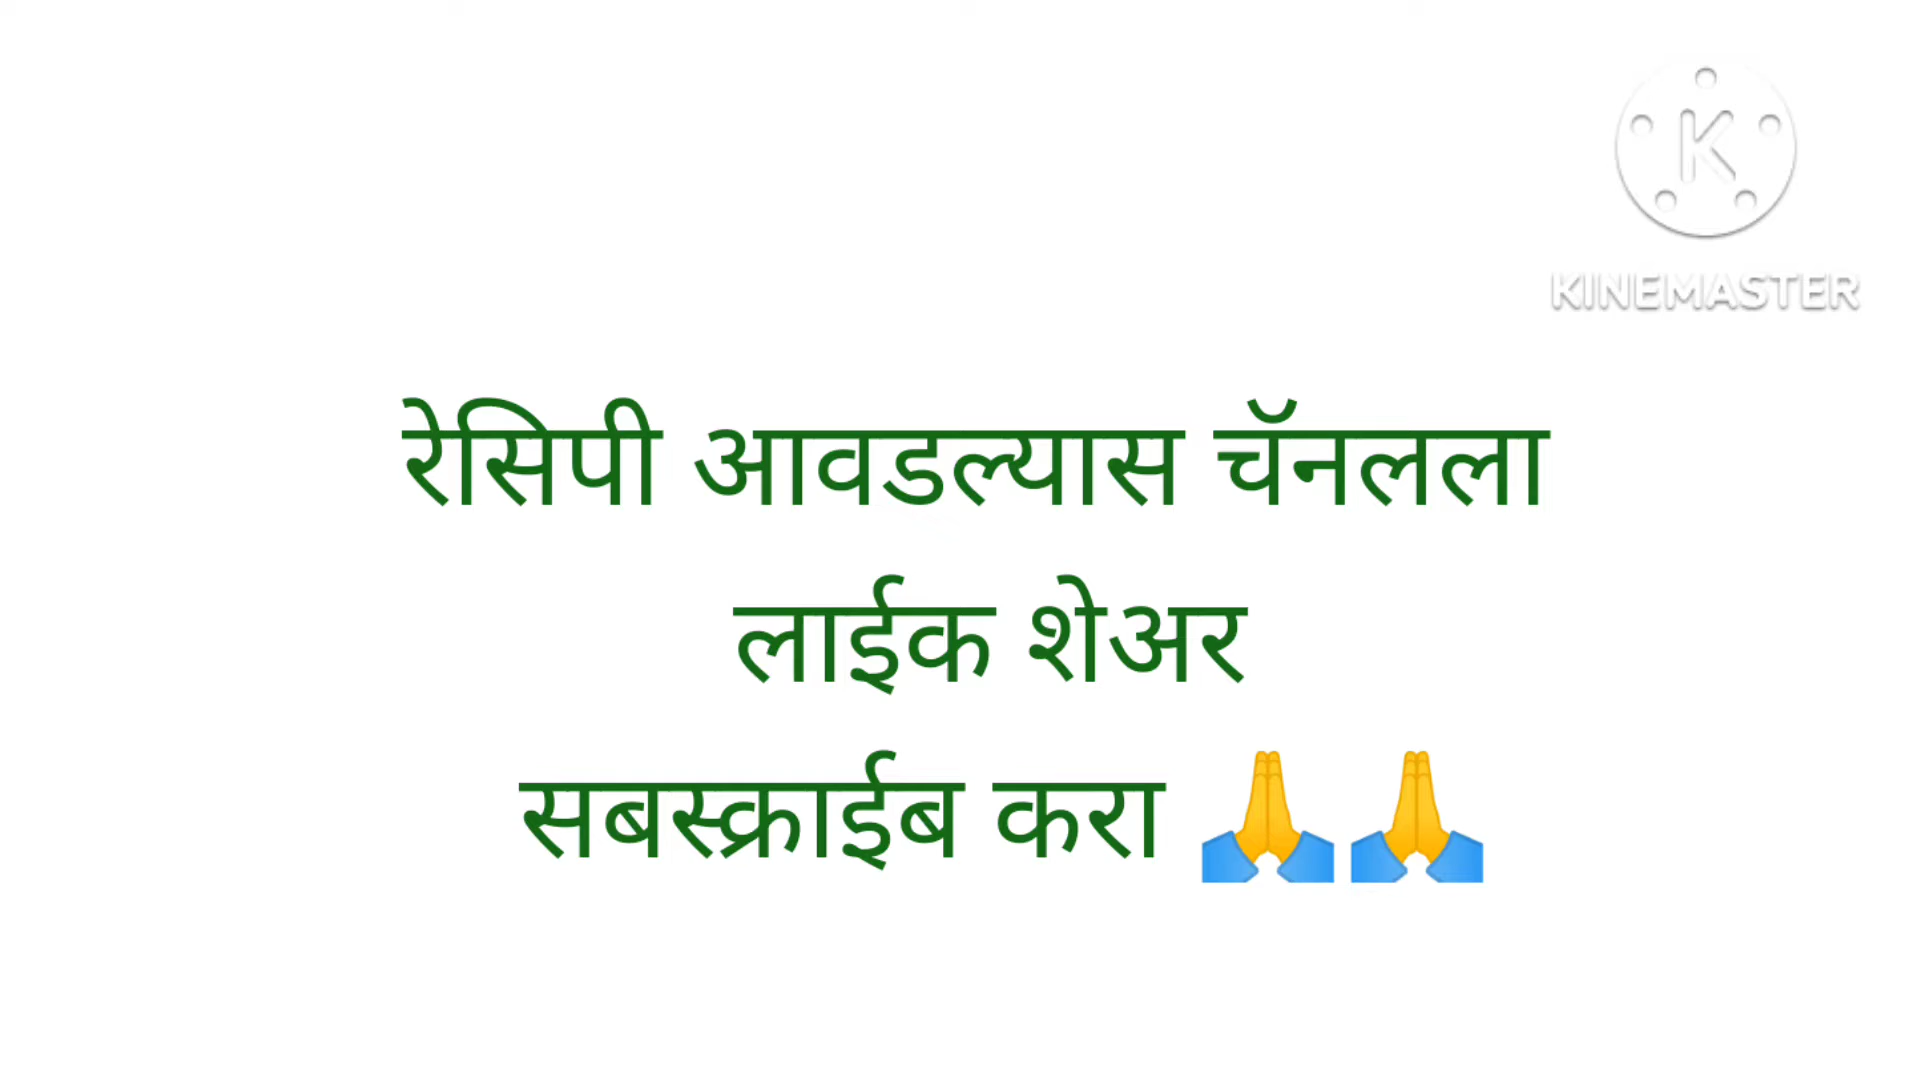 K
KINEMASTER
रेसिपी आवडल्यास चॅनलला
लाईक शेअर
सबस्क्राईब करा 🙏🙏